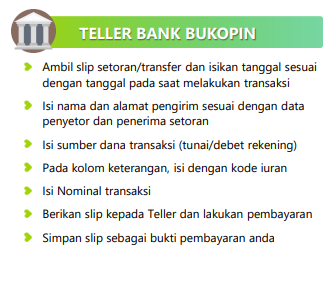 TELLER BANK BUKOPIN
Ambil slip setoran/transfer dan isikan tanggal sesuai
dengan tanggal pada saat melakukan transaksi
Isi nama dan alamat pengirim sesuai dengan data
penyetor dan penerima setoran
Isi sumber dana transaksi (tunai/debet rekening)
Pada kolom keterangan, isi dengan kode iuran
Isi Nominal transaksi
Berikan slip kepada Teller dan lakukan pembayaran
Simpan slip sebagai bukti pembayaran anda